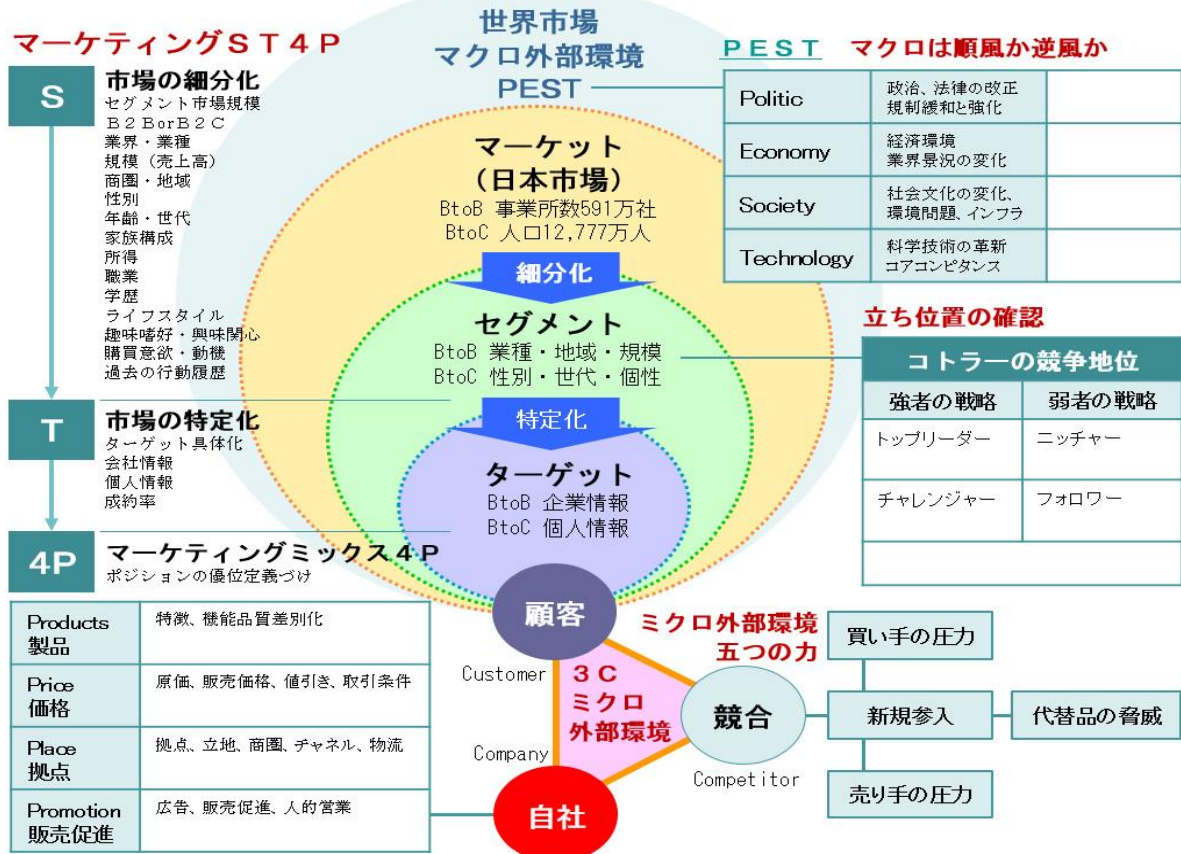 マーケティングＳＴ４Ｐ
S
市場の細分化
セグメント市場規模
Ｂ２ＢorＢ２Ｃ
業界・業種
規模（売上高）
商圏・地域
性別
年齢・世代
家族構成
所得
職業
学歴
ライフスタイル
趣味嗜好・興味関心
購買意欲・動機
過去の行動履歴
T
市場の特定化
ターゲット具体化
会社情報
個人情報
成約率
4P
マーケティングミックス４Ｐ
ポジションの優位定義づけ
Products
製品
特徴、機能品質差別化
Price
価格
原価、販売価格、値引き、取引条件
Place
拠点
拠点、立地、商圏、チャネル、物流
Promotion
販売促進
広告、販売促進、人的営業
世界市場
マクロ外部環境
PEST
マーケット
（日本市場）
BtoB 事業所数591万社
BtoC 人口12,777万人
細分化
セグメント
BtoB 業種・地域・規模
BtoC 性別・世代・個性
特定化
ターゲット
BtoB 企業情報
BtoC 個人情報
顧客
Customer
３Ｃ
ミクロ
外部環境
Company
自社
競合
Competitor
ミクロ外部環境
五つの力
買い手の圧力
新規参入
代替品の脅威
売り手の圧力
ＰＥＳＴ マクロは順風か逆風か
Politic
政治、法律の改正
規制緩和と強化
Economy
経済環境
業界景況の変化
Society
社会文化の変化、
環境問題、インフラ
Technology
科学技術の革新
コアコンピタンス
立ち位置の確認
コトラーの競争地位
強者の戦略 弱者の戦略
トップリーダー ニッチャー
チャレンジャー フォロワー